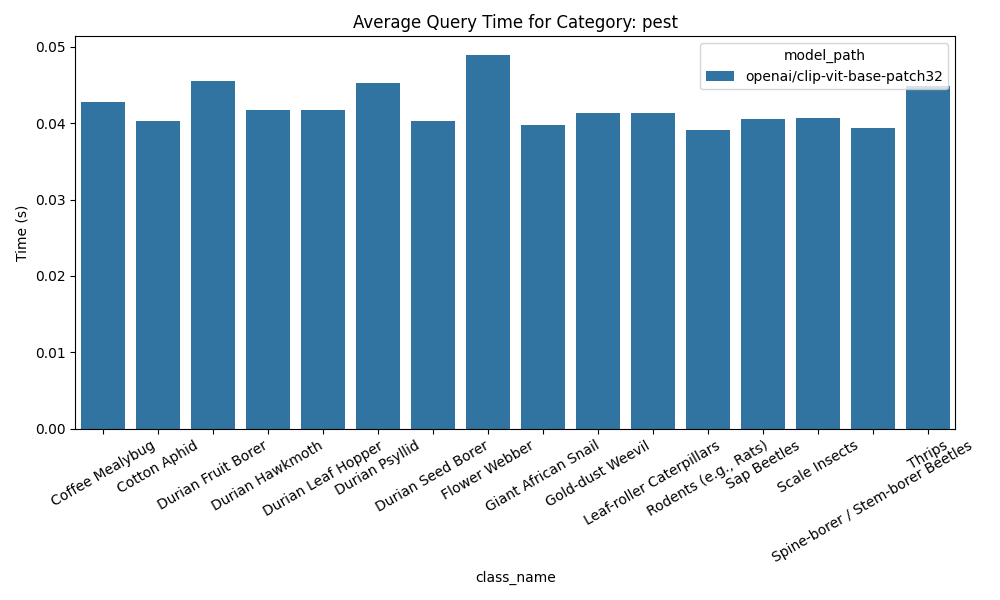 Average Query Time for Category: pest
model_path
openai/clip-vit-base-patch32
Time (s)
0.05
0.04
0.03
0.02
0.01
0.00
Coffee Mealybug
Cotton Aphid
Durian Fruit Borer
Durian Hawkmoth
Durian Leaf Hopper
Durian Psyllid
Durian Seed Borer
Flower Webber
Giant African Snail
Gold-dust Weevil
Leaf-roller Caterpillars
Rodents (e.g., Rats)
Sap Beetles
Scale Insects
Spine-borer / Stem-borer Beetles
Thrips
class_name